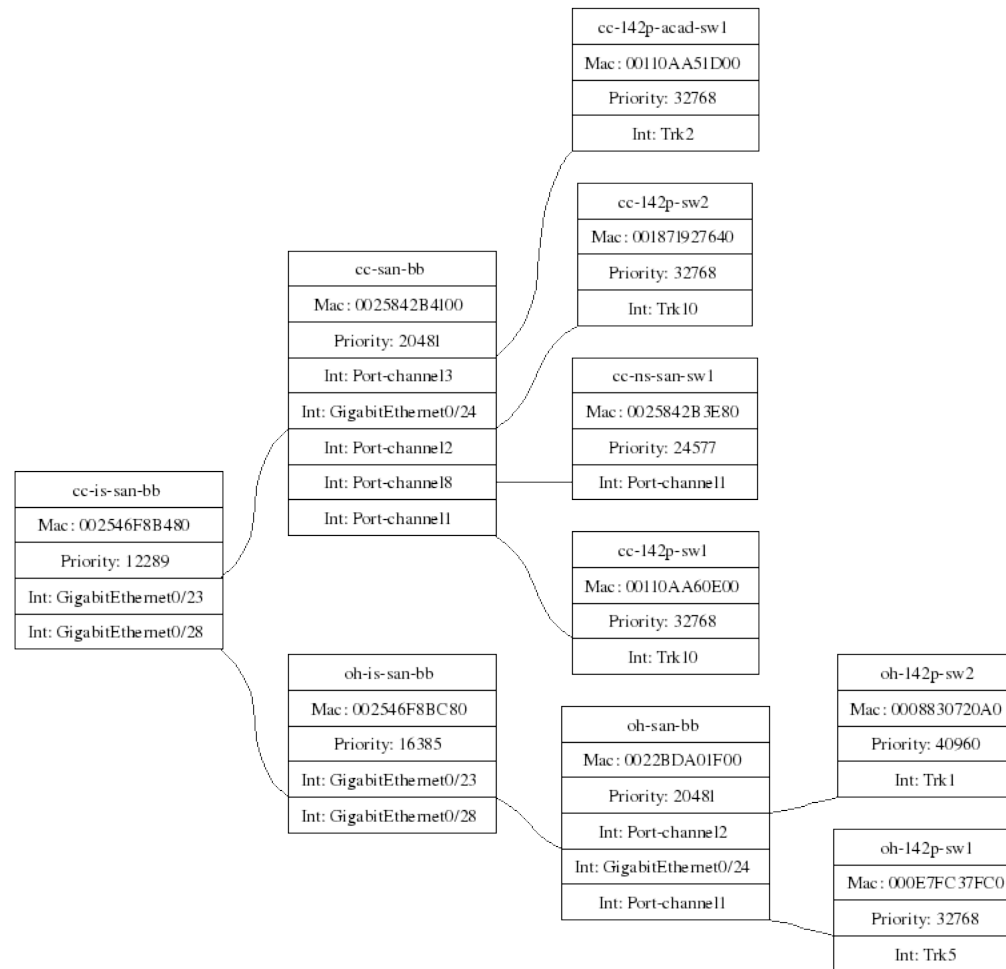 cc-142p-acad-sw1
Mac: 00110AA51D00
Priority: 32768
Int: Trk2
cc-142p-sw2
Mac: 001871927640
Priority: 32768
Int: Trk10
cc-san-bb
Mac: 0025842B4100
Priority: 20481
Int: Port-channel3
Int: GigabitEthernet0/24
Int: Port-channel2
Int: Port-channel8
Int: Port-channel1
cc-ns-san-sw1
Mac: 0025842B3E80
Priority: 24577
Int: Port-channel1
cc-is-san-bb
Mac: 002546F8B480
Priority: 12289
Int: GigabitEthernet0/23
Int: GigabitEthernet0/28
cc-142p-sw1
Mac: 00110AA60E00
Priority: 32768
Int: Trk10
oh-is-san-bb
Mac: 002546F8BC80
Priority: 16385
Int: GigabitEthernet0/23
Int: GigabitEthernet0/28
oh-san-bb
Mac: 0022BDA01F00
Priority: 20481
Int: Port-channel2
Int: GigabitEthernet0/24
Int: Port-channel1
oh-142p-sw2
Mac: 0008830720A0
Priority: 40960
Int: Trk1
oh-142p-sw1
Mac: 000E7FC37FC0
Priority: 32768
Int: Trk5